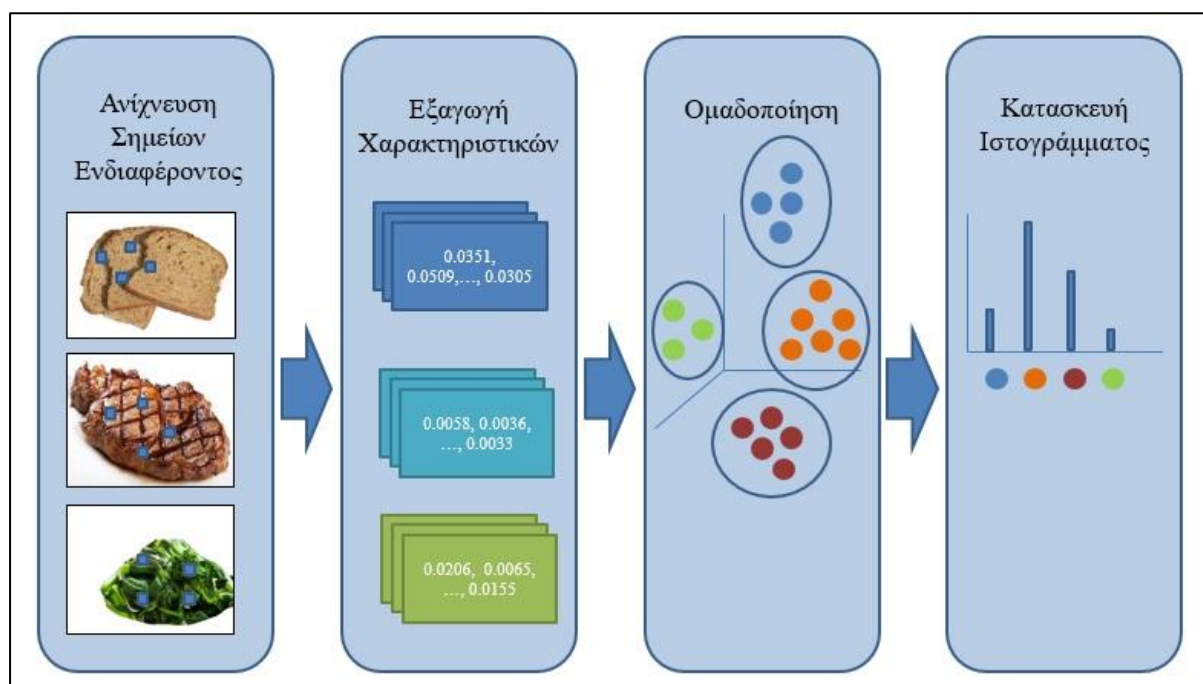 Ανίχνευση
Σημείων
Ενδιαφέροντος
Εξαγωγή
Χαρακτηριστικών
0.0351,
0.0509,…, 0.0305
0.0058, 0.0036,
…, 0.0033
0.0206, 0.0065,
…, 0.0155
Ομαδοποίηση
Κατασκευή
Ιστογράμματος